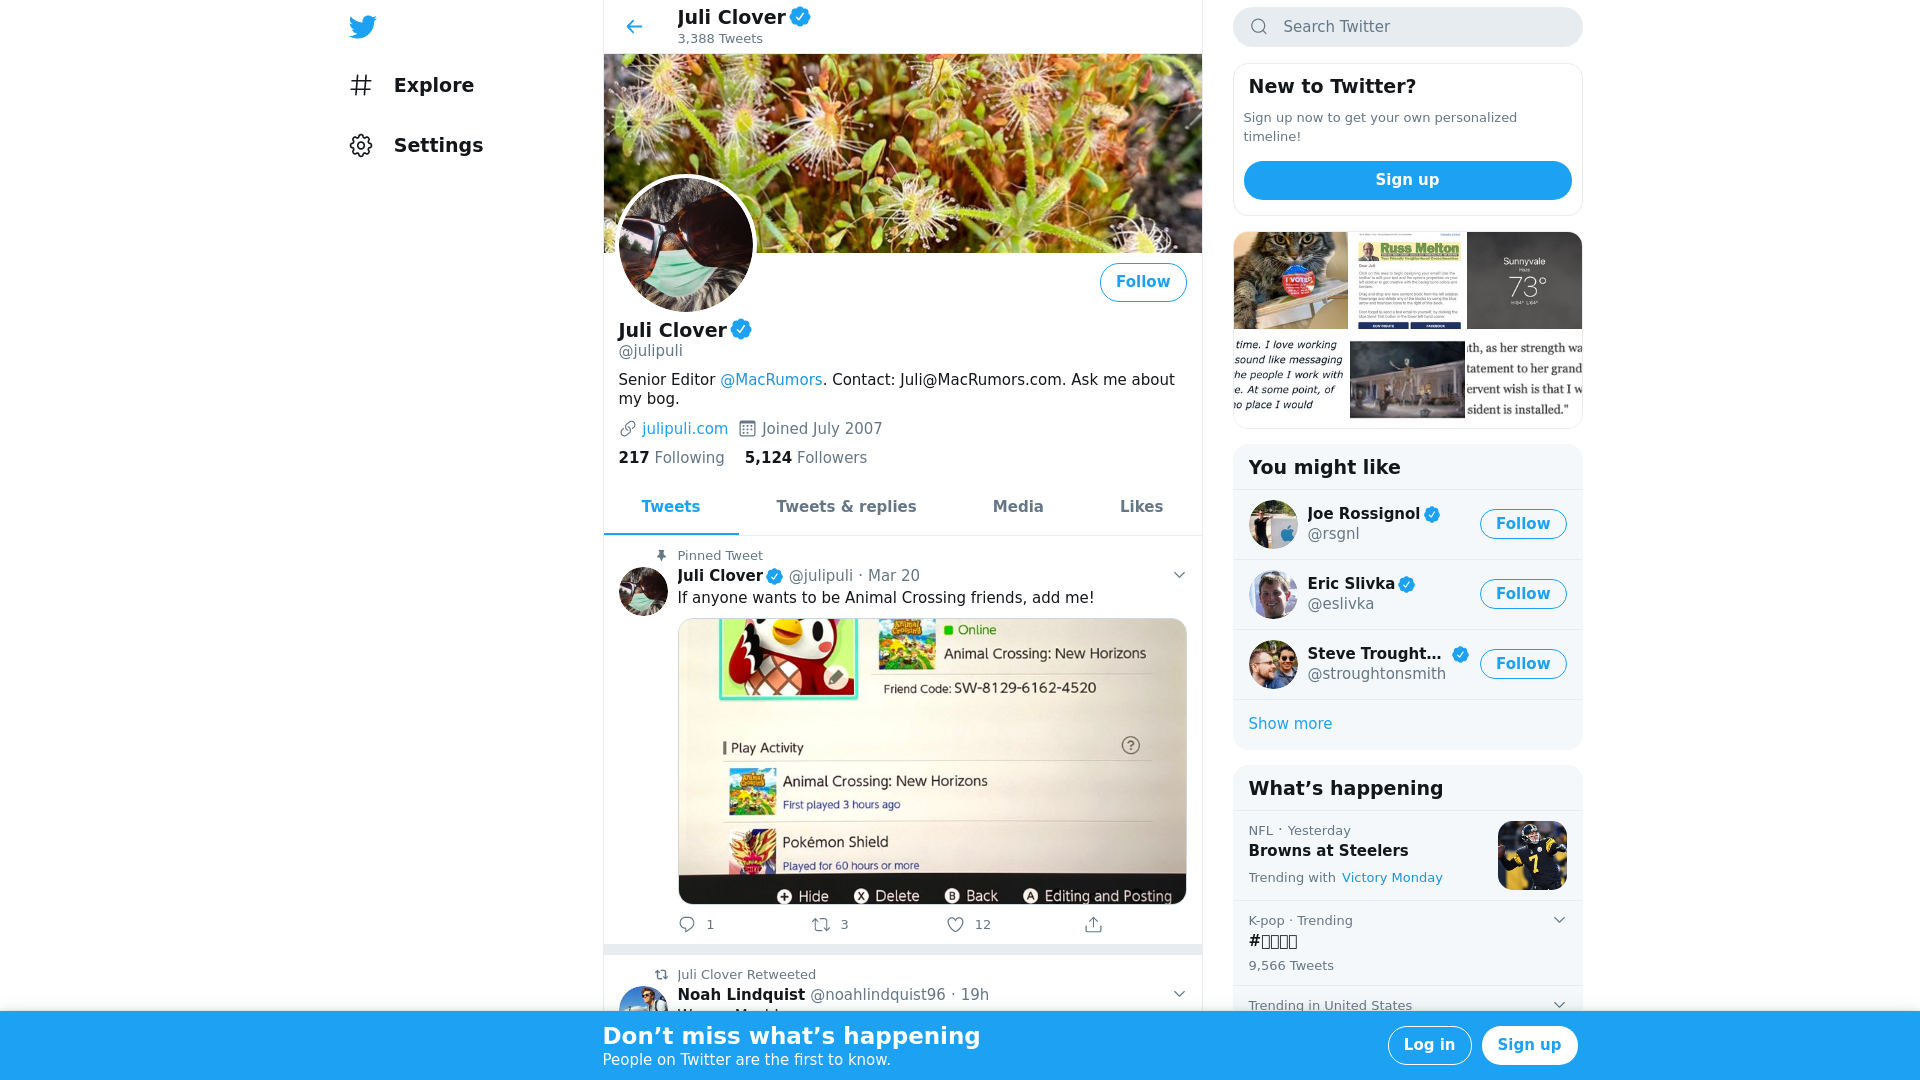 Explore
Settings
Juli Clover
3,388 Tweets
Follow
Juli Clover
@julipuli
Senior Editor @MacRumors. Contact: Juli@MacRumors.com. Ask me about
my bog.
julipuli.com Joined July 2007
217 Following 5,124 Followers
Tweets Tweets & replies Media Likes
Pinned Tweet
Juli Clover @julipuli · Mar 20
If anyone wants to be Animal Crossing friends, add me!
Online
Animal Crossing: New Horizons
Friend Code: SW-8129-6162-4520
Play Activity
?
Animal Crossing: New Horizons
First played 3 hours ago
Pokémon Shield
Played for 60 hours or more
+ Hide X Delete B Back A Editing and Posting
1 3 12
Juli Clover Retweeted
Noah Lindquist @noahlindquist96 · 19h
Search Twitter
New to Twitter?
Sign up now to get your own personalized
timeline!
Sign up
I VOTED
Russ Melton
Sunnyvale
Haze
73°
time. I love working
sound like messaging
he people I work with
e. At some point, of
no place I would
th, as her strength wa
tatement to her grand
ervent wish is that I w
sident is installed."
You might like
Joe Rossignol
@rsgnl
Follow
Eric Slivka
@eslivka
Follow
Steve Trought...
@stroughtonsmith
Follow
Show more
What's happening
NFL · Yesterday
Browns at Steelers
Trending with Victory Monday
7
K-pop · Trending
#
9,566 Tweets
Trending in United States
Don't miss what's happening
People on Twitter are the first to know.
Log in
Sign up